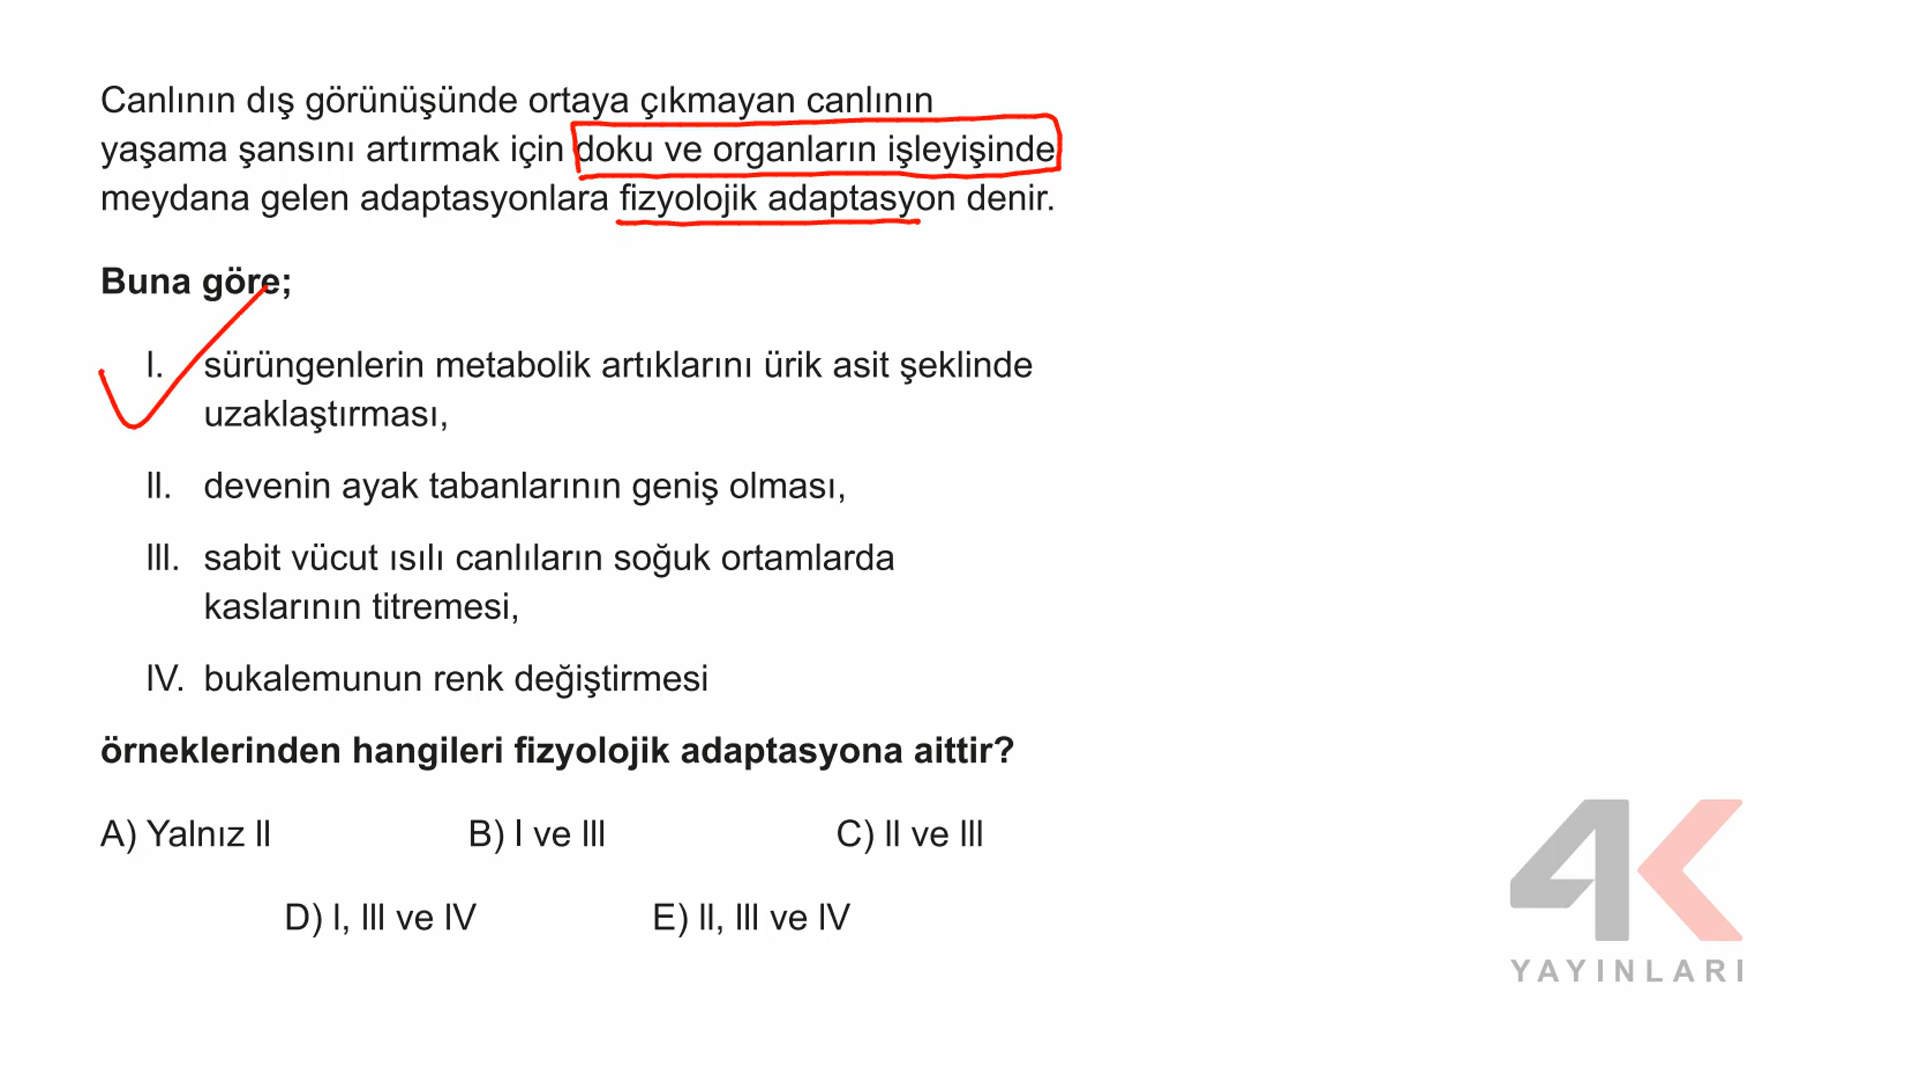 Canlının dış görünüşünde ortaya çıkmayan canlının
yaşama şansını artırmak için doku ve organların işleyişinde
meydana gelen adaptasyonlara fizyolojik adaptasyon denir.
Buna göre;
I. sürüngenlerin metabolik artıklarını ürik asit şeklinde
uzaklaştırması,
II. devenin ayak tabanlarının geniş olması,
III. sabit vücut ısılı canlıların soğuk ortamlarda
kaslarının titremesi,
IV. bukalemunun renk değiştirmesi
örneklerinden hangileri fizyolojik adaptasyona aittir?
A) Yalnız II B) I ve III C) II ve III
D) I, III ve IV E) II, III ve IV
4K
YAYINLARI